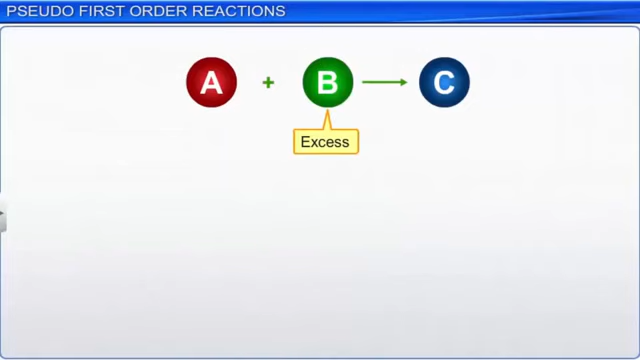 PSEUDO FIRST ORDER REACTIONS
A + B → C
Excess